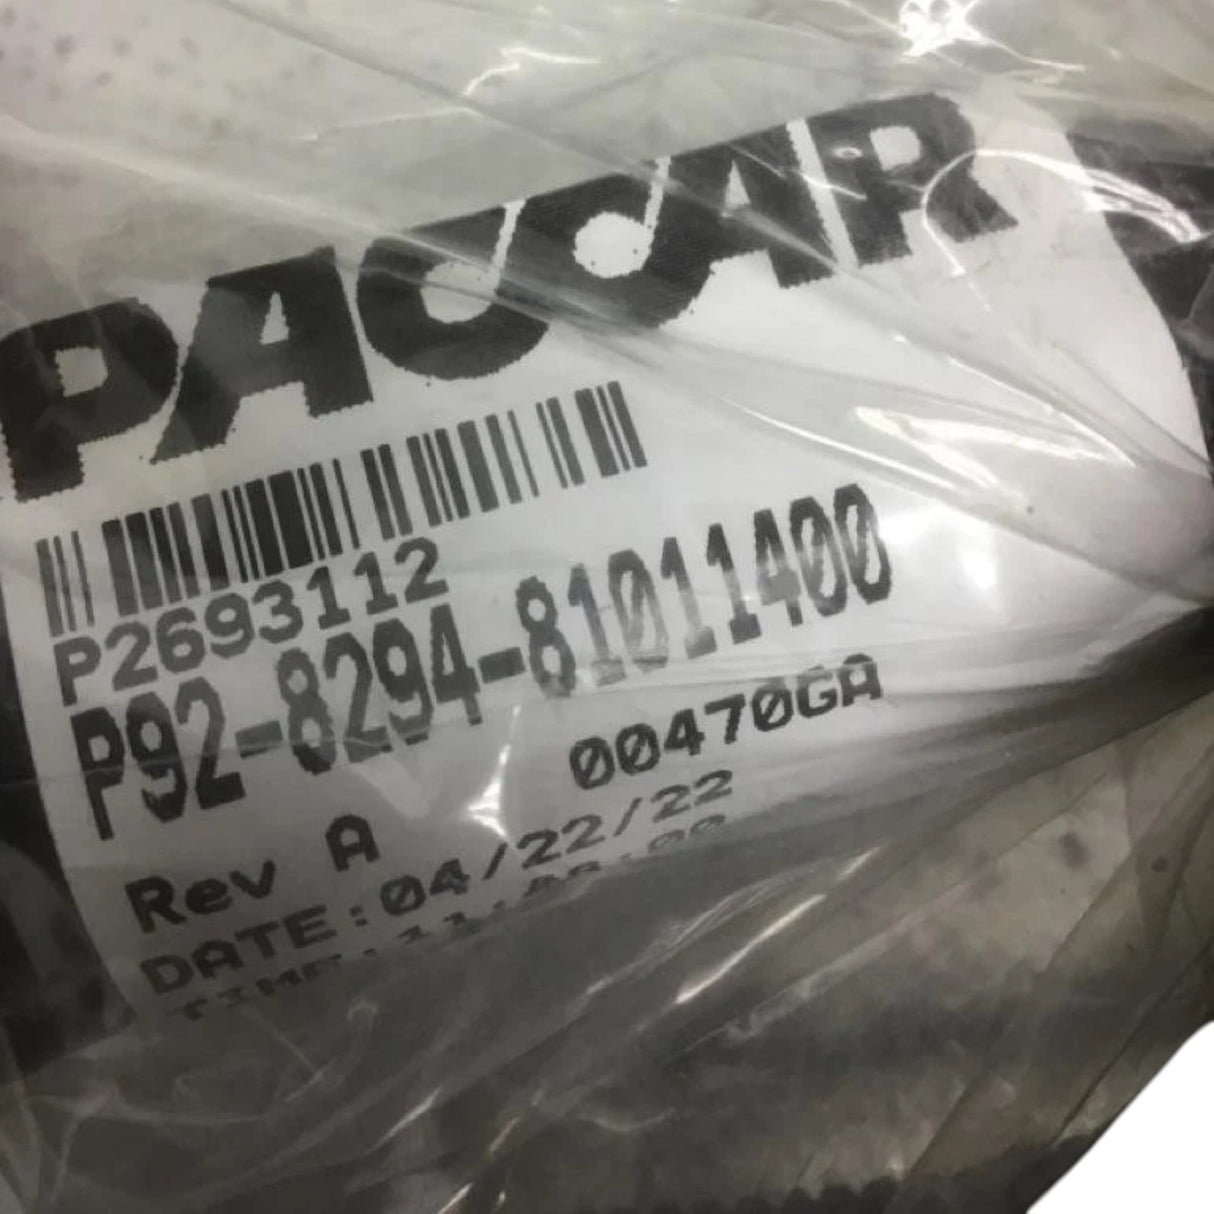 PACCAR
P2693112
P92-8294-81011400
00470GA
Rev A
DATE:04/22/22